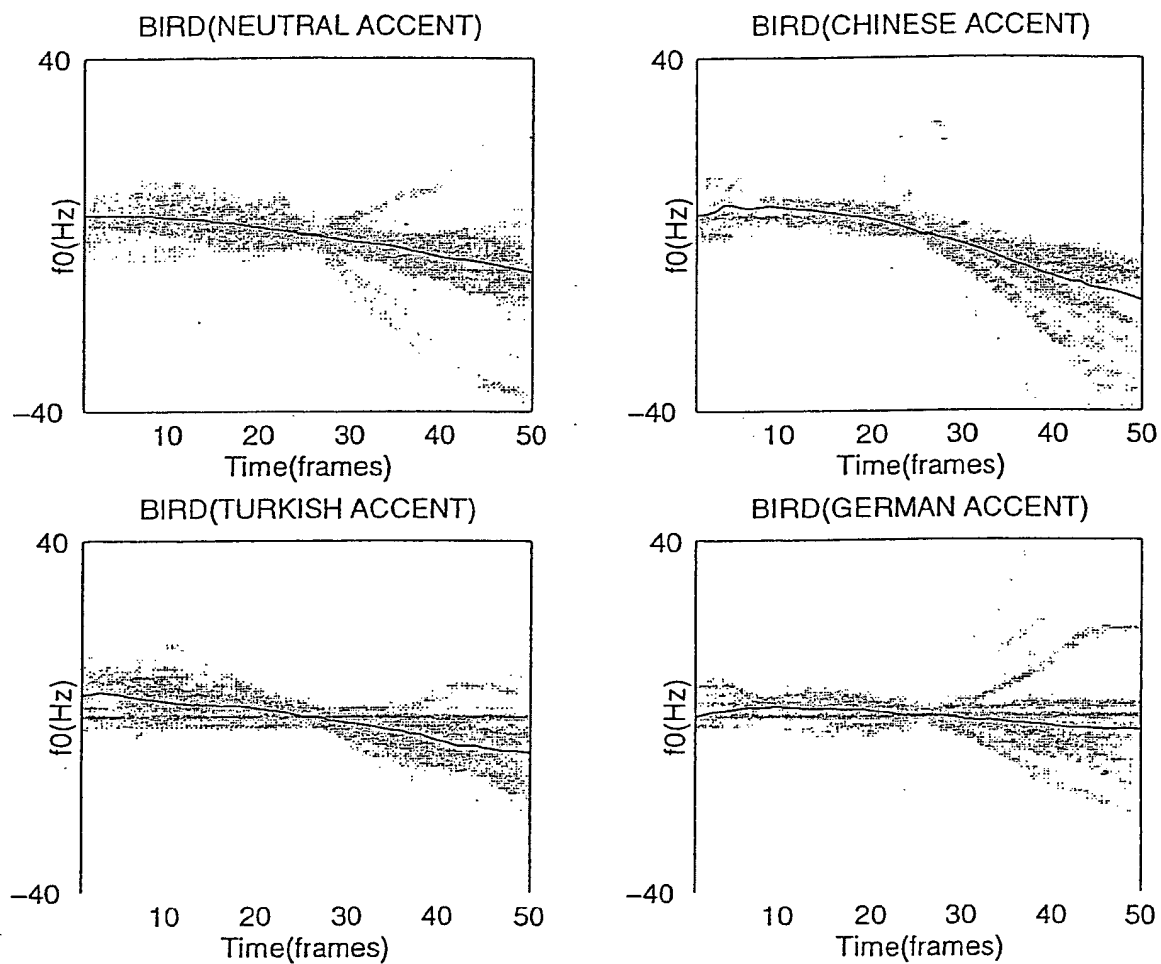 BIRD(NEUTRAL ACCENT)
40
f0(Hz)
−40
10 20 30 40 50
Time(frames)
BIRD(CHINESE ACCENT)
40
f0(Hz)
−40
10 20 30 40 50
Time(frames)
BIRD(TURKISH ACCENT)
40
f0(Hz)
−40
10 20 30 40 50
Time(frames)
BIRD(GERMAN ACCENT)
40
f0(Hz)
−40
10 20 30 40 50
Time(frames)